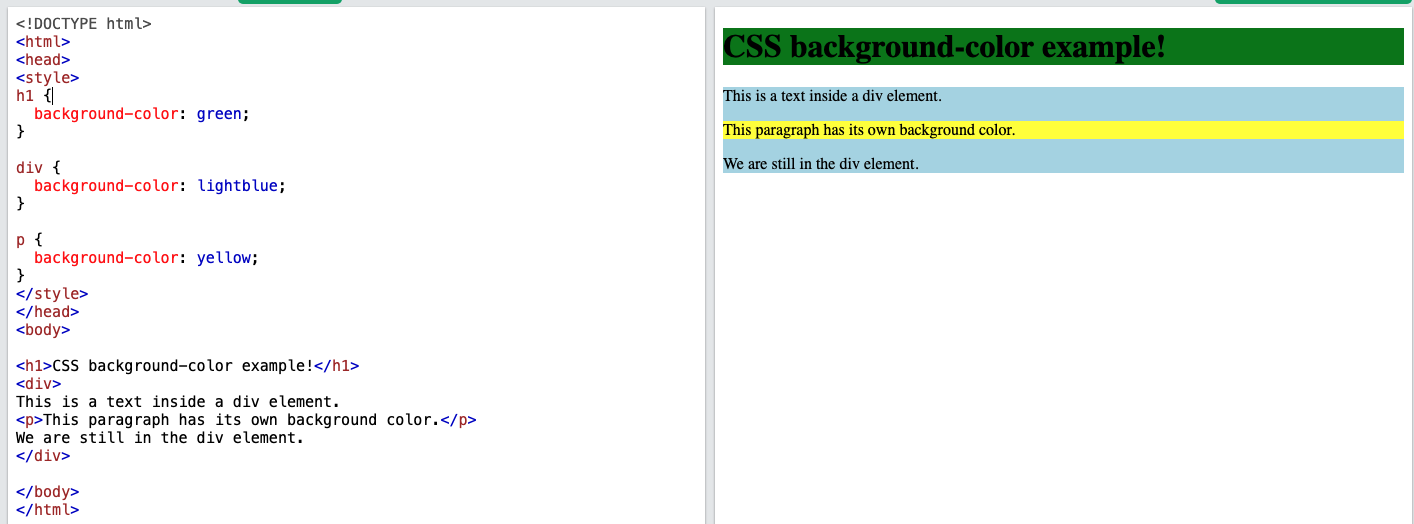 <!DOCTYPE html>
<html>
<head>
<style>
h1 {
  background-color: green;
}

div {
  background-color: lightblue;
}

p {
  background-color: yellow;
}
</style>
</head>
<body>

<h1>CSS background-color example!</h1>
<div>
This is a text inside a div element.
<p>This paragraph has its own background color.</p>
We are still in the div element.
</div>

</body>
</html>
CSS background-color example!
This is a text inside a div element.
This paragraph has its own background color.
We are still in the div element.